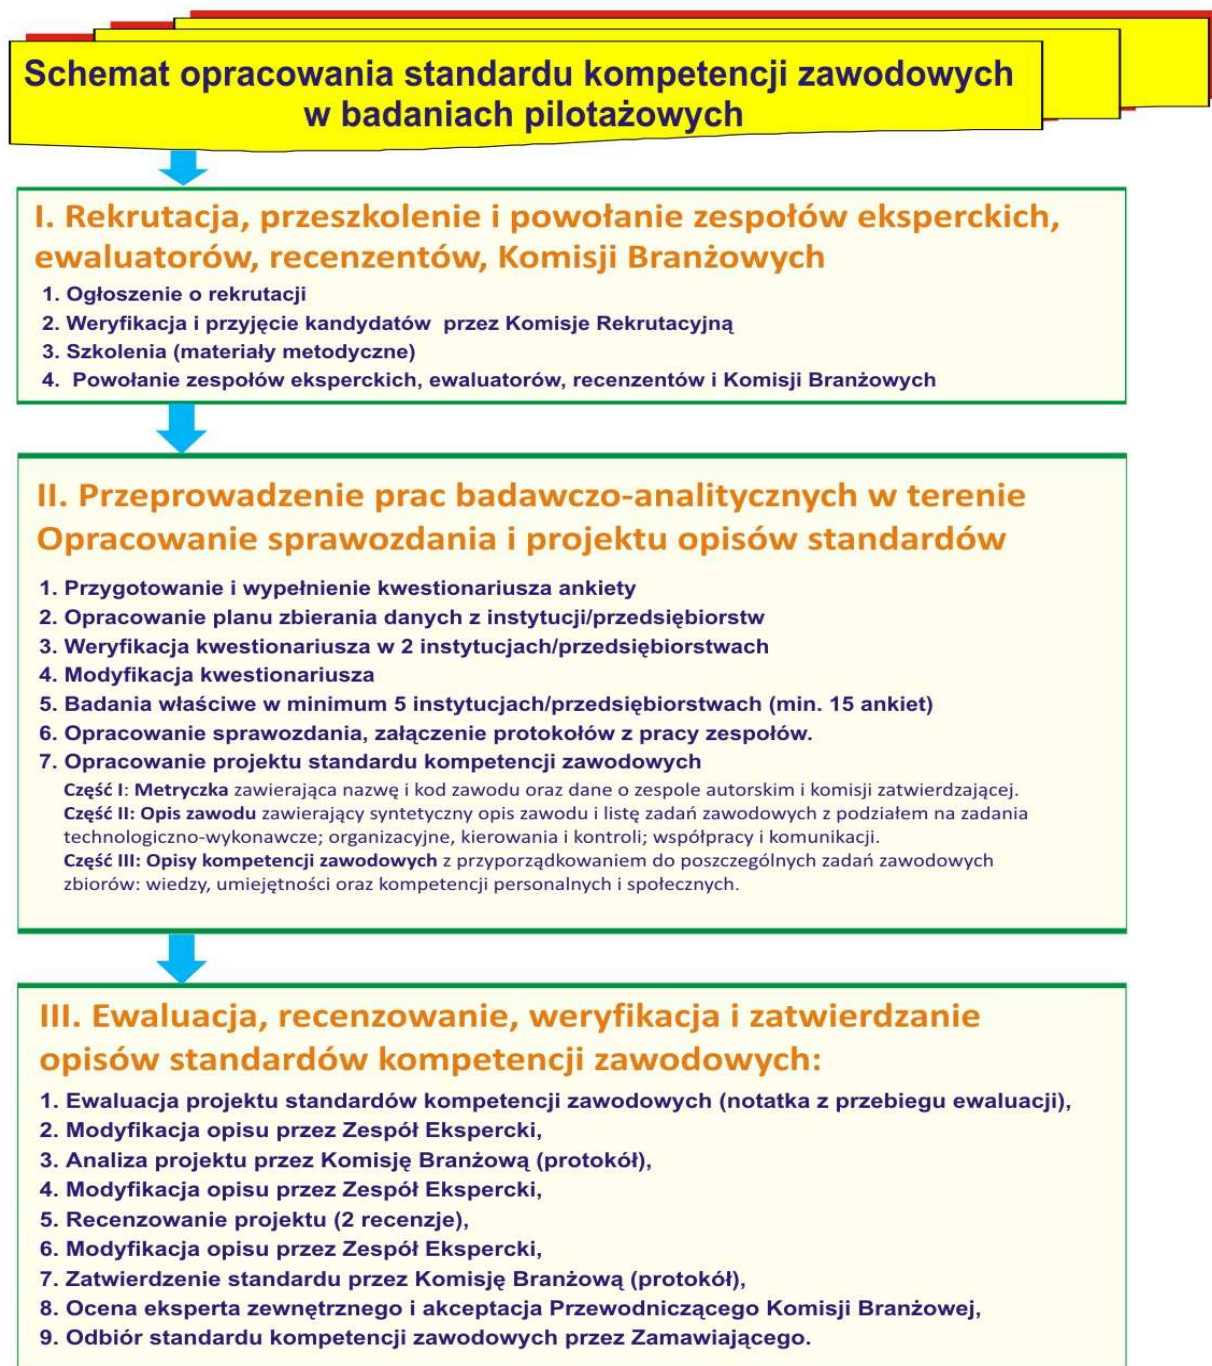 Schemat opracowania standardu kompetencji zawodowych
w badaniach pilotażowych
I. Rekrutacja, przeszkolenie i powołanie zespołów eksperckich,
ewaluatorów, recenzentów, Komisji Branżowych
1. Ogłoszenie o rekrutacji
2. Weryfikacja i przyjęcie kandydatów przez Komisje Rekrutacyjną
3. Szkolenia (materiały metodyczne)
4. Powołanie zespołów eksperckich, ewaluatorów, recenzentów i Komisji Branżowych
II. Przeprowadzenie prac badawczo-analitycznych w terenie
Opracowanie sprawozdania i projektu opisów standardów
1. Przygotowanie i wypełnienie kwestionariusza ankiety
2. Opracowanie planu zbierania danych z instytucji/przedsiębiorstw
3. Weryfikacja kwestionariusza w 2 instytucjach/przedsiębiorstwach
4. Modyfikacja kwestionariusza
5. Badania właściwe w minimum 5 instytucjach/przedsiębiorstwach (min. 15 ankiet)
6. Opracowanie sprawozdania, załączenie protokołów z pracy zespołów.
7. Opracowanie projektu standardu kompetencji zawodowych
Część I: Metryczka zawierająca nazwę i kod zawodu oraz dane o zespole autorskim i komisji zatwierdzającej.
Część II: Opis zawodu zawierający syntetyczny opis zawodu i listę zadań zawodowych z podziałem na zadania
technologiczno-wykonawcze; organizacyjne, kierowania i kontroli; współpracy i komunikacji.
Część III: Opisy kompetencji zawodowych z przyporządkowaniem do poszczególnych zadań zawodowych
zbiorów: wiedzy, umiejętności oraz kompetencji personalnych i społecznych.
III. Ewaluacja, recenzowanie, weryfikacja i zatwierdzanie
opisów standardów kompetencji zawodowych:
1. Ewaluacja projektu standardów kompetencji zawodowych (notatka z przebiegu ewaluacji),
2. Modyfikacja opisu przez Zespół Ekspercki,
3. Analiza projektu przez Komisję Branżową (protokół),
4. Modyfikacja opisu przez Zespół Ekspercki,
5. Recenzowanie projektu (2 recenzje),
6. Modyfikacja opisu przez Zespół Ekspercki,
7. Zatwierdzenie standardu przez Komisję Branżową (protokół),
8. Ocena eksperta zewnętrznego i akceptacja Przewodniczącego Komisji Branżowej,
9. Odbiór standardu kompetencji zawodowych przez Zamawiającego.